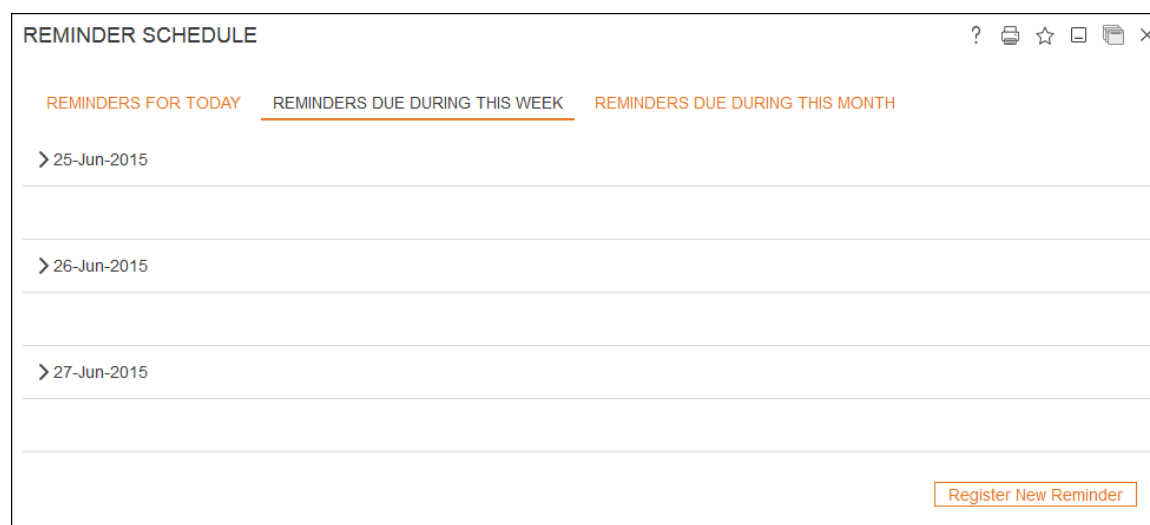 REMINDER SCHEDULE ?
REMINDERS FOR TODAY REMINDERS DUE DURING THIS WEEK REMINDERS DUE DURING THIS MONTH
25-Jun-2015
26-Jun-2015
27-Jun-2015
Register New Reminder